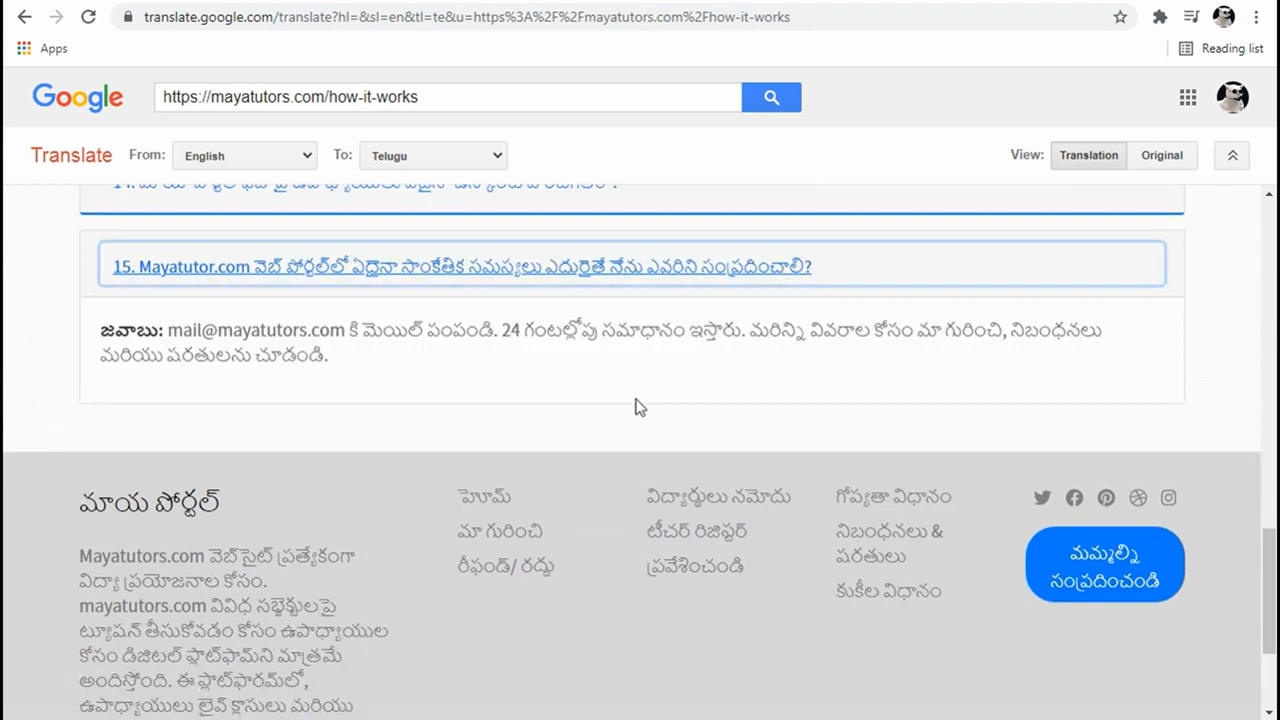 translate.google.com/translate?hl=&sl=en&tl=te&u=https%3A%2F%2Fmayatutors.com%2Fhow-it-works
Apps
Reading list
Google
https://mayatutors.com/how-it-works
Translate From: English To: Telugu View: Translation Original
15. Mayatutor.com వెబ్ పోర్టల్‌లో ఏదైనా సాంకేతిక సమస్యలు ఎదురైతే నేను ఎవరిని సంప్రదించాలి?
జవాబు: mail@mayatutors.com కి మెయిల్ పంపండి. 24 గంటల్లోపు సమాధానం ఇస్తారు. మరిన్ని వివరాల కోసం మా గురించి, నిబంధనలు
మరియు షరతులను చూడండి.
మాయ పోర్టల్
Mayatutors.com వెబ్‌సైట్ ప్రత్యేకంగా
విద్యా ప్రయోజనాల కోసం.
mayatutors.com వివిధ సబ్జెక్టులపై
ట్యూషన్ తీసుకోవడం కోసం ఉపాధ్యాయుల
కోసం డిజిటల్ ప్లాట్‌ఫామ్‌ని మాత్రమే
అందిస్తోంది. ఈ ప్లాట్‌ఫారమ్‌లో,
ఉపాధ్యాయులు లైవ్ క్లాసులు మరియు
హొమ్
మా గురించి
రీఫండ్/ రద్దు
విద్యార్థులు నమోదు
టీచర్ రిజిస్టర్
ప్రవేశించండి
గోప్యతా విధానం
నిబంధనలు &
షరతులు
కుకీల విధానం
మమ్మల్ని
సంప్రదించండి